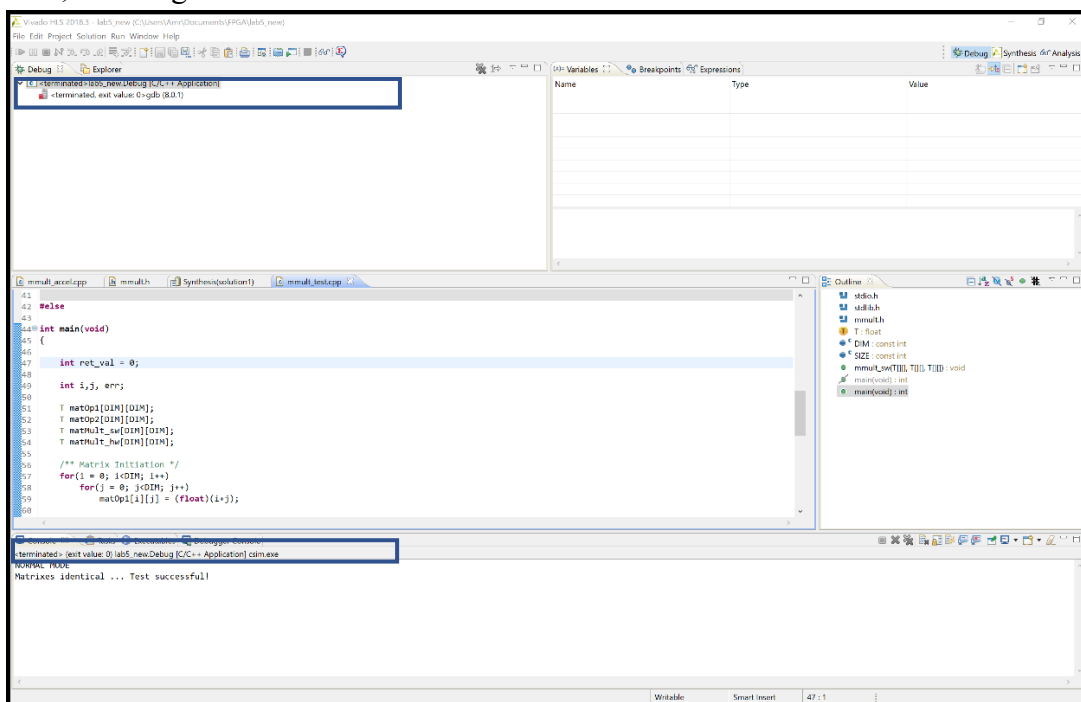 Vivado HLS 2018.3 - lab5_new (C:\Users\Amr\Documents\FPGA\lab5_new)
File Edit Project Solution Run Window Help
Debug Synthesis Analysis
Debug Explorer
(x)= Variables Breakpoints Expressions
<terminated>lab5_new.Debug [C/C++ Application]
<terminated, exit value: 0>gdb (8.0.1)
Name Type Value
mmult_accel.cpp mmult.h Synthesis(solution1) mmult_test.cpp
Outline
41
42 #else
43
44 int main(void)
45 {
46
47 int ret_val = 0;
48
49 int i,j, err;
50
51 T matOp1[DIM][DIM];
52 T matOp2[DIM][DIM];
53 T matMult_sw[DIM][DIM];
54 T matMult_hw[DIM][DIM];
55
56 /** Matrix Initiation */
57 for(i = 0; i<DIM; i++)
58 for(j = 0; j<DIM; j++)
59 matOp1[i][j] = (float)(i+j);
60
stdio.h
stdlib.h
mmult.h
T : float
DIM : const int
SIZE : const int
mmult_sw(T[][], T[][], T[][]) : void
main(void) : int
main(void) : int
Console Tasks Executables Debugger Console
<terminated> (exit value: 0) lab5_new.Debug [C/C++ Application] csim.exe
NORMAL MODE
Matrixes identical ... Test successful!
Writable Smart Insert 47 : 1